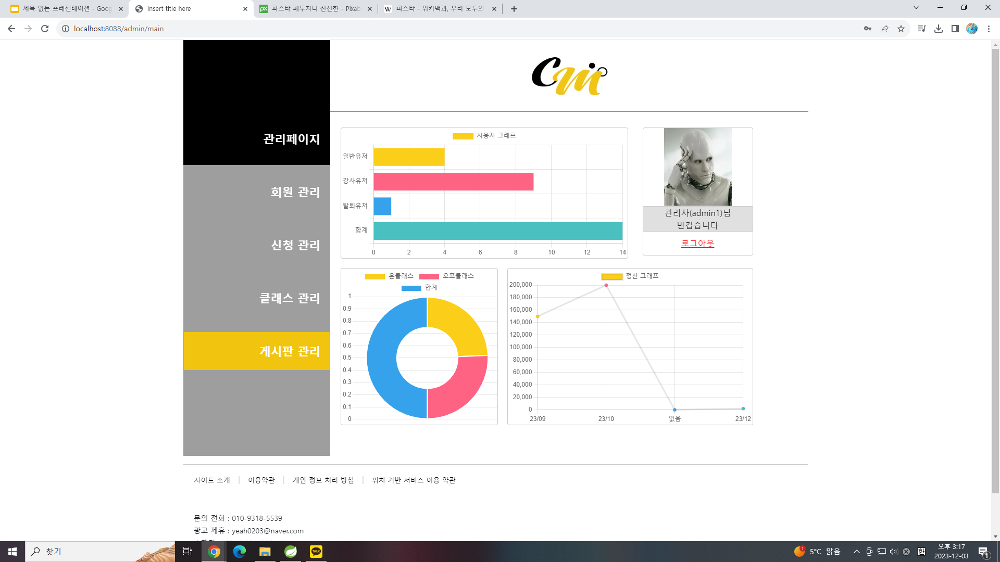 제목 없는 프레젠테이션 - Goog
Insert title here
파스타 페투치니 신선한 - Pixab
파스타 - 위키백과, 우리 모두의
localhost:8088/admin/main
Cm
관리페이지
회원 관리
신청 관리
클래스 관리
게시판 관리
사용자 그래프
일반유저
강사유저
탈퇴유저
합계
0 2 4 6 8 10 12 14
관리자(admin1)님
반갑습니다
로그아웃
온클래스 오프클래스
합계
1
0.9
0.8
0.7
0.6
0.5
0.4
0.3
0.2
0.1
0
정산 그래프
200,000
180,000
160,000
140,000
120,000
100,000
80,000
60,000
40,000
20,000
0
23/09 23/10 없음 23/12
사이트 소개 | 이용약관 | 개인 정보 처리 방침 | 위치 기반 서비스 이용 약관
문의 전화 : 010-9318-5539
광고 제휴 : yeah0203@naver.com
찾기
TALK
1
5°C 맑음
한
오후 3:17
2023-12-03
1